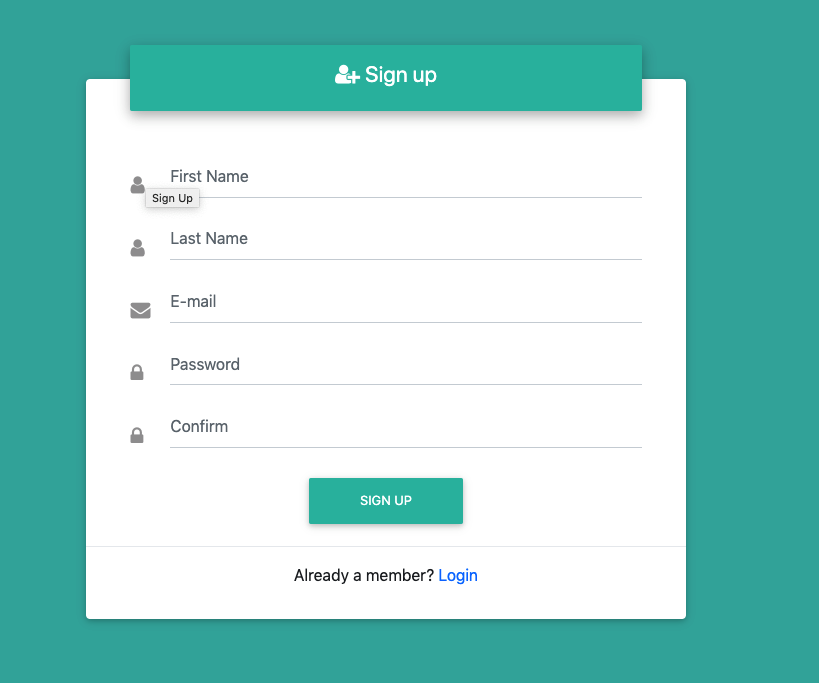 Sign up
First Name
Sign Up
Last Name
E-mail
Password
Confirm
SIGN UP
Already a member? Login